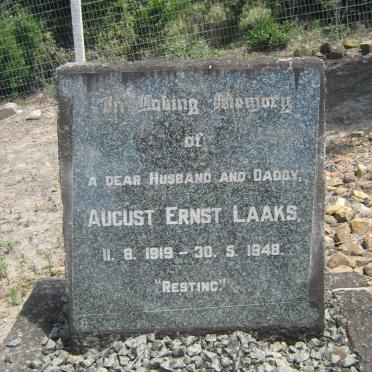 In Loving Memory
of
A DEAR HUSBAND AND DADDY,
AUGUST ERNST LAAKS,
11. 8. 1919 – 30. 5. 1948.
"RESTING."